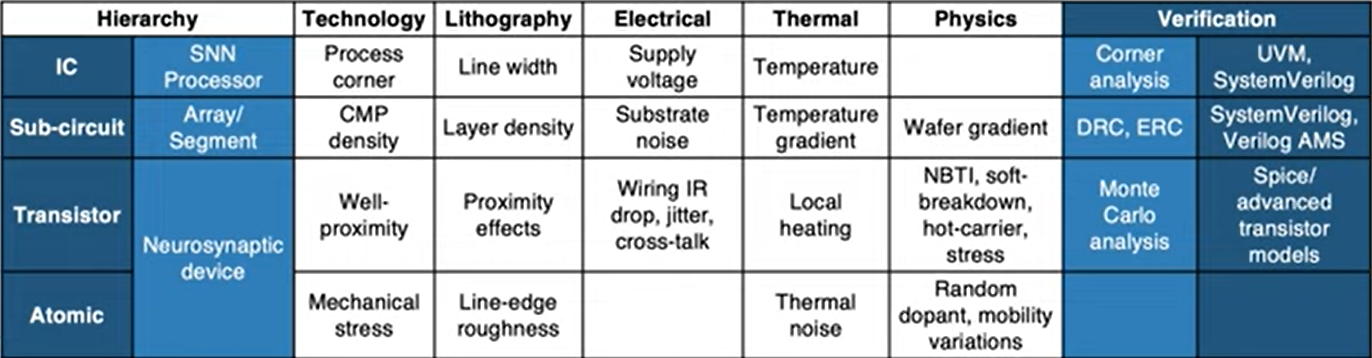 Hierarchy Technology Lithography Electrical Thermal Physics Verification
IC
SNN
Processor
Process
corner
Line width
Supply
voltage
Temperature
Corner
analysis
UVM,
SystemVerilog
Sub-circuit
Array/
Segment
CMP
density
Layer density
Substrate
noise
Temperature
gradient
Wafer gradient
DRC, ERC
SystemVerilog,
Verilog AMS
Transistor
Neurosynaptic
device
Well-
proximity
Proximity
effects
Wiring IR
drop, jitter,
cross-talk
Local
heating
NBTI, soft-
breakdown,
hot-carrier,
stress
Monte
Carlo
analysis
Spice/
advanced
transistor
models
Atomic
Mechanical
stress
Line-edge
roughness
Thermal
noise
Random
dopant, mobility
variations